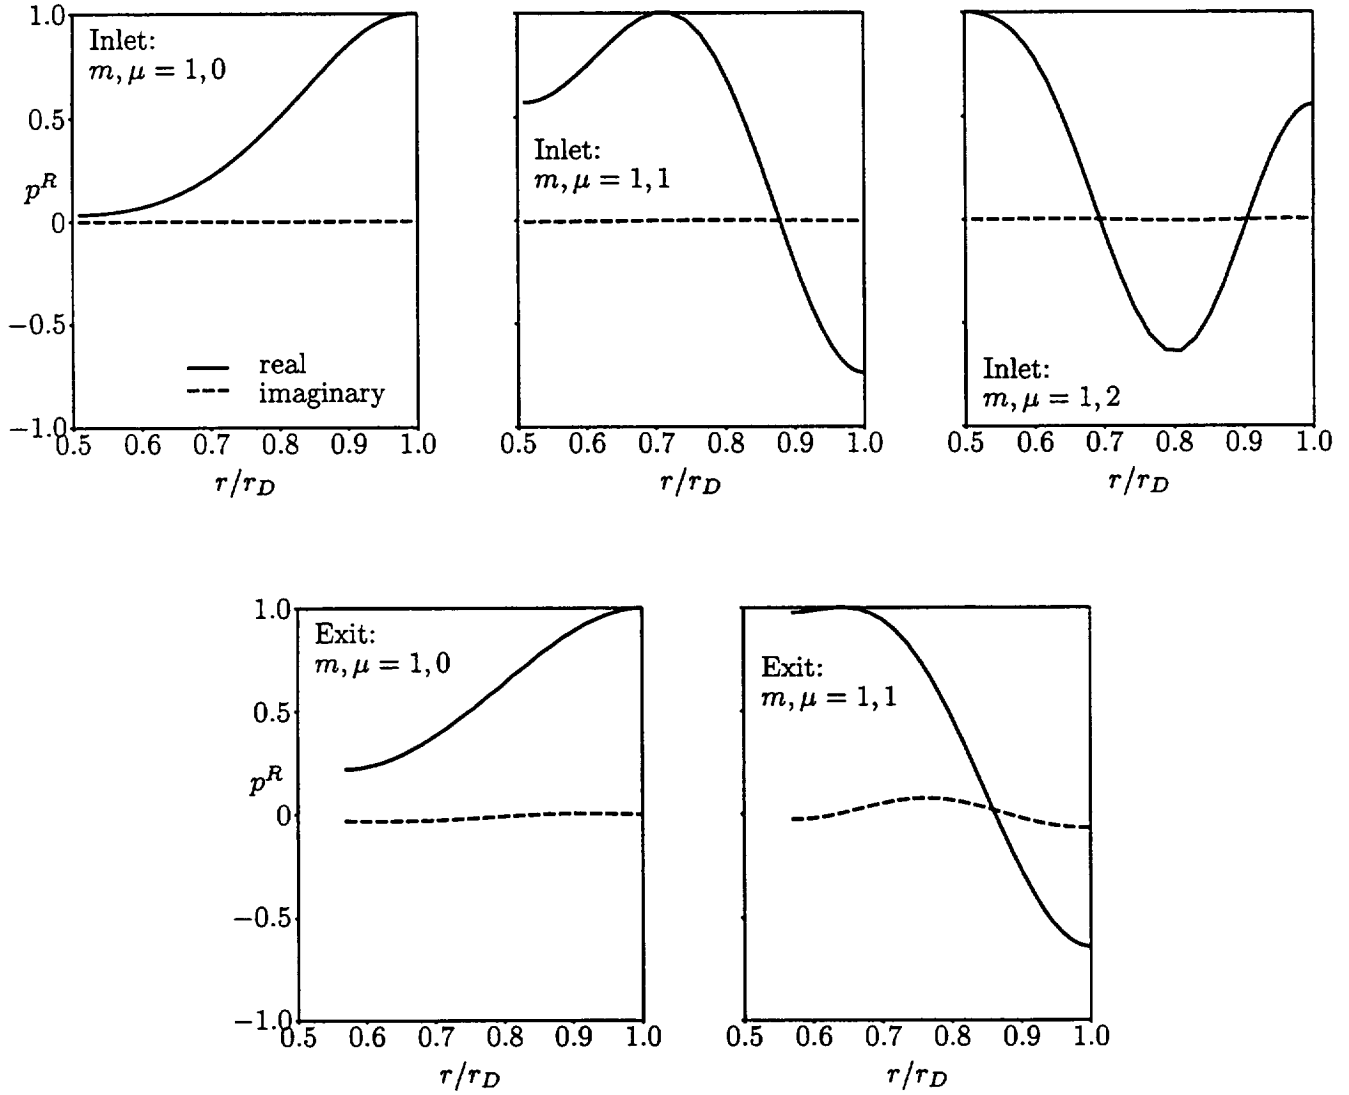 1.0
0.5
0
−0.5
−1.0
p^R
Inlet:
m, μ = 1, 0
real
imaginary
0.5 0.6 0.7 0.8 0.9 1.0
r/r_D
Inlet:
m, μ = 1, 1
0.5 0.6 0.7 0.8 0.9 1.0
r/r_D
Inlet:
m, μ = 1, 2
0.5 0.6 0.7 0.8 0.9 1.0
r/r_D
1.0
0.5
0
−0.5
−1.0
p^R
Exit:
m, μ = 1, 0
0.5 0.6 0.7 0.8 0.9 1.0
r/r_D
Exit:
m, μ = 1, 1
0.5 0.6 0.7 0.8 0.9 1.0
r/r_D